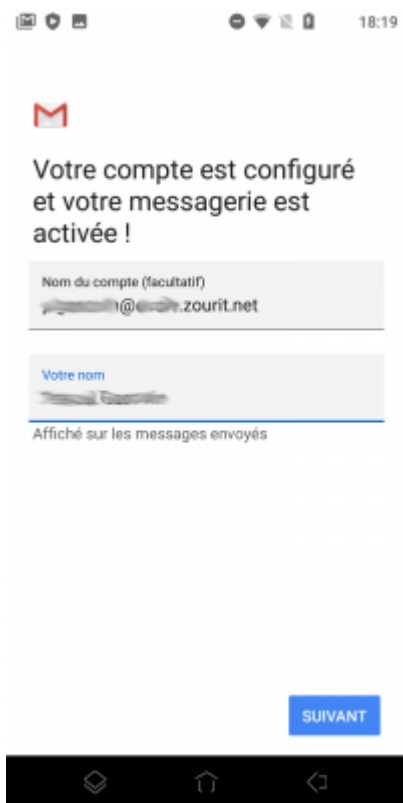 18:19
Votre compte est configuré
et votre messagerie est
activée !
Nom du compte (facultatif)
@ .zourit.net
Votre nom
Affiché sur les messages envoyés
SUIVANT